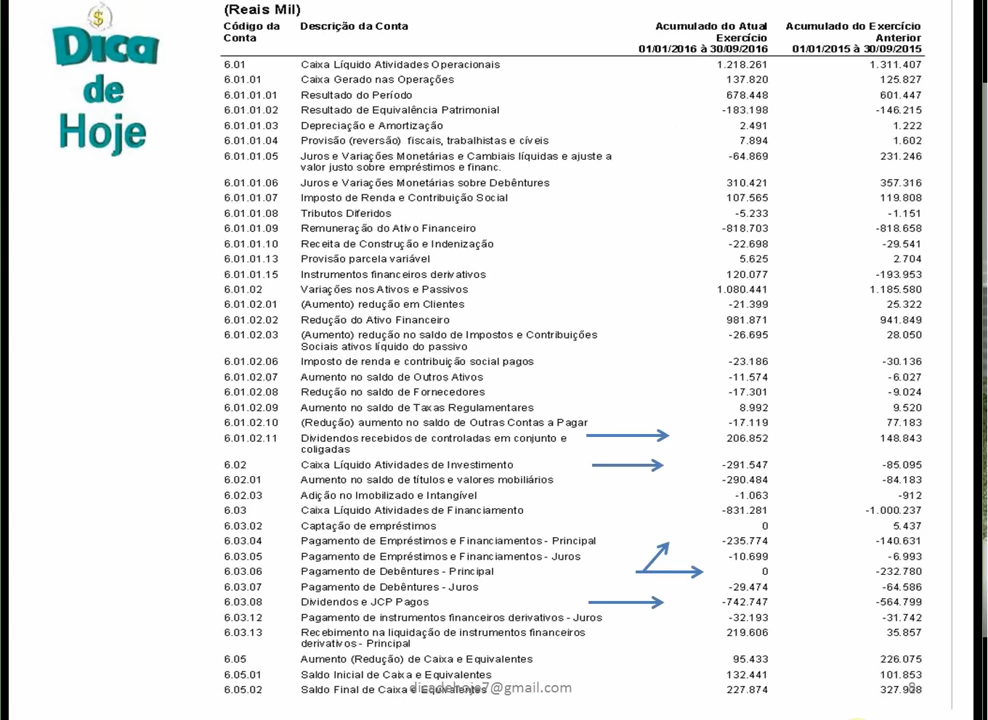 Dica
de
Hoje
$
(Reais Mil)
Código da Conta Descrição da Conta Acumulado do Atual Exercício 01/01/2016 à 30/09/2016 Acumulado do Exercício Anterior 01/01/2015 à 30/09/2015
6.01 Caixa Líquido Atividades Operacionais 1.218.261 1.311.407
6.01.01 Caixa Gerado nas Operações 137.820 125.827
6.01.01.01 Resultado do Período 678.448 601.447
6.01.01.02 Resultado de Equivalência Patrimonial -183.198 -146.215
6.01.01.03 Depreciação e Amortização 2.491 1.222
6.01.01.04 Provisão (reversão) fiscais, trabalhistas e cíveis 7.894 1.602
6.01.01.05 Juros e Variações Monetárias e Cambiais líquidas e ajuste a -64.869 231.246
valor justo sobre empréstimos e financ.
6.01.01.06 Juros e Variações Monetárias sobre Debêntures 310.421 357.316
6.01.01.07 Imposto de Renda e Contribuição Social 107.565 119.808
6.01.01.08 Tributos Diferidos -5.233 -1.151
6.01.01.09 Remuneração do Ativo Financeiro -818.703 -818.658
6.01.01.10 Receita de Construção e Indenização -22.698 -29.541
6.01.01.13 Provisão parcela variável 5.625 2.704
6.01.01.15 Instrumentos financeiros derivativos 120.077 -193.953
6.01.02 Variações nos Ativos e Passivos 1.080.441 1.185.580
6.01.02.01 (Aumento) redução em Clientes -21.399 25.322
6.01.02.02 Redução do Ativo Financeiro 981.871 941.849
6.01.02.03 (Aumento) redução no saldo de Impostos e Contribuições -26.695 28.050
Sociais ativos líquido do passivo
6.01.02.06 Imposto de renda e contribuição social pagos -23.186 -30.136
6.01.02.07 Aumento no saldo de Outros Ativos -11.574 -6.027
6.01.02.08 Redução no saldo de Fornecedores -17.301 -9.024
6.01.02.09 Aumento no saldo de Taxas Regulamentares 8.992 9.520
6.01.02.10 (Redução) aumento no saldo de Outras Contas a Pagar -17.119 77.183
6.01.02.11 Dividendos recebidos de controladas em conjunto e 206.852 148.843
coligadas
6.02 Caixa Líquido Atividades de Investimento -291.547 -85.095
6.02.01 Aumento no saldo de títulos e valores mobiliários -290.484 -84.183
6.02.03 Adição no Imobilizado e Intangível -1.063 -912
6.03 Caixa Líquido Atividades de Financiamento -831.281 -1.000.237
6.03.02 Captação de empréstimos 0 5.437
6.03.04 Pagamento de Empréstimos e Financiamentos - Principal -235.774 -140.631
6.03.05 Pagamento de Empréstimos e Financiamentos - Juros -10.699 -6.993
6.03.06 Pagamento de Debêntures - Principal 0 -232.780
6.03.07 Pagamento de Debêntures - Juros -29.474 -64.586
6.03.08 Dividendos e JCP Pagos -742.747 -564.799
6.03.12 Pagamento de instrumentos financeiros derivativos - Juros -32.193 -31.742
6.03.13 Recebimento na liquidação de instrumentos financeiros 219.606 35.857
derivativos - Principal
6.05 Aumento (Redução) de Caixa e Equivalentes 95.433 226.075
6.05.01 Saldo Inicial de Caixa e Equivalentes 132.441 101.853
6.05.02 Saldo Final de Caixa e Equivalentes 227.874 327.928
dicadehoje7@gmail.com